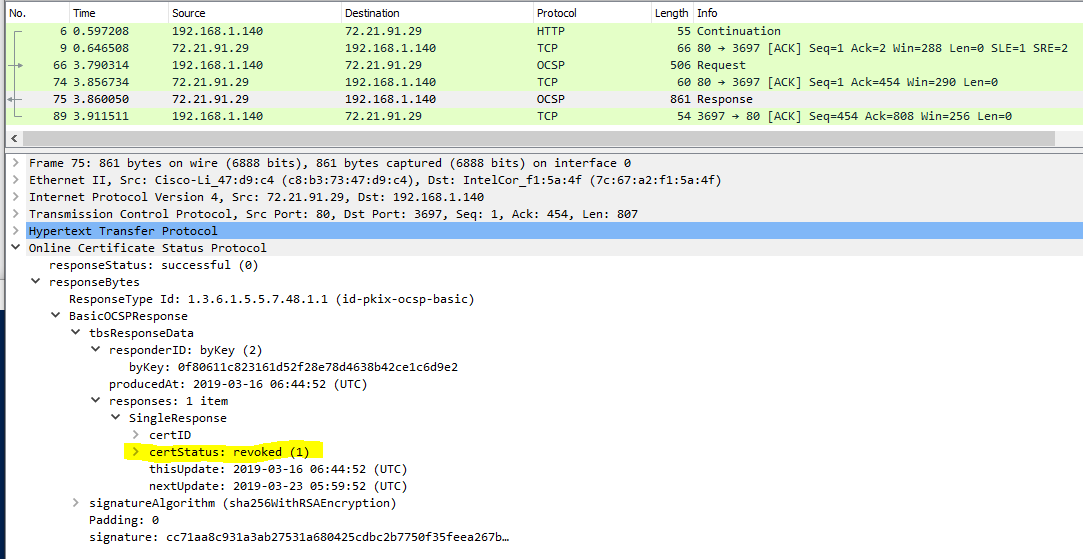 No. Time Source Destination Protocol Length Info
6 0.597208 192.168.1.140 72.21.91.29 HTTP 55 Continuation
9 0.646508 72.21.91.29 192.168.1.140 TCP 66 80 → 3697 [ACK] Seq=1 Ack=2 Win=288 Len=0 SLE=1 SRE=2
66 3.790314 192.168.1.140 72.21.91.29 OCSP 506 Request
74 3.856734 72.21.91.29 192.168.1.140 TCP 60 80 → 3697 [ACK] Seq=1 Ack=454 Win=290 Len=0
75 3.860050 72.21.91.29 192.168.1.140 OCSP 861 Response
89 3.911511 192.168.1.140 72.21.91.29 TCP 54 3697 → 80 [ACK] Seq=454 Ack=808 Win=256 Len=0
Frame 75: 861 bytes on wire (6888 bits), 861 bytes captured (6888 bits) on interface 0
Ethernet II, Src: Cisco-Li_47:d9:c4 (c8:b3:73:47:d9:c4), Dst: IntelCor_f1:5a:4f (7c:67:a2:f1:5a:4f)
Internet Protocol Version 4, Src: 72.21.91.29, Dst: 192.168.1.140
Transmission Control Protocol, Src Port: 80, Dst Port: 3697, Seq: 1, Ack: 454, Len: 807
Hypertext Transfer Protocol
Online Certificate Status Protocol
responseStatus: successful (0)
responseBytes
ResponseType Id: 1.3.6.1.5.5.7.48.1.1 (id-pkix-ocsp-basic)
BasicOCSPResponse
tbsResponseData
responderID: byKey (2)
byKey: 0f80611c823161d52f28e78d4638b42ce1c6d9e2
producedAt: 2019-03-16 06:44:52 (UTC)
responses: 1 item
SingleResponse
certID
certStatus: revoked (1)
thisUpdate: 2019-03-16 06:44:52 (UTC)
nextUpdate: 2019-03-23 05:59:52 (UTC)
signatureAlgorithm (sha256WithRSAEncryption)
Padding: 0
signature: cc71aa8c931a3ab27531a680425cdbc2b7750f35feea267b…